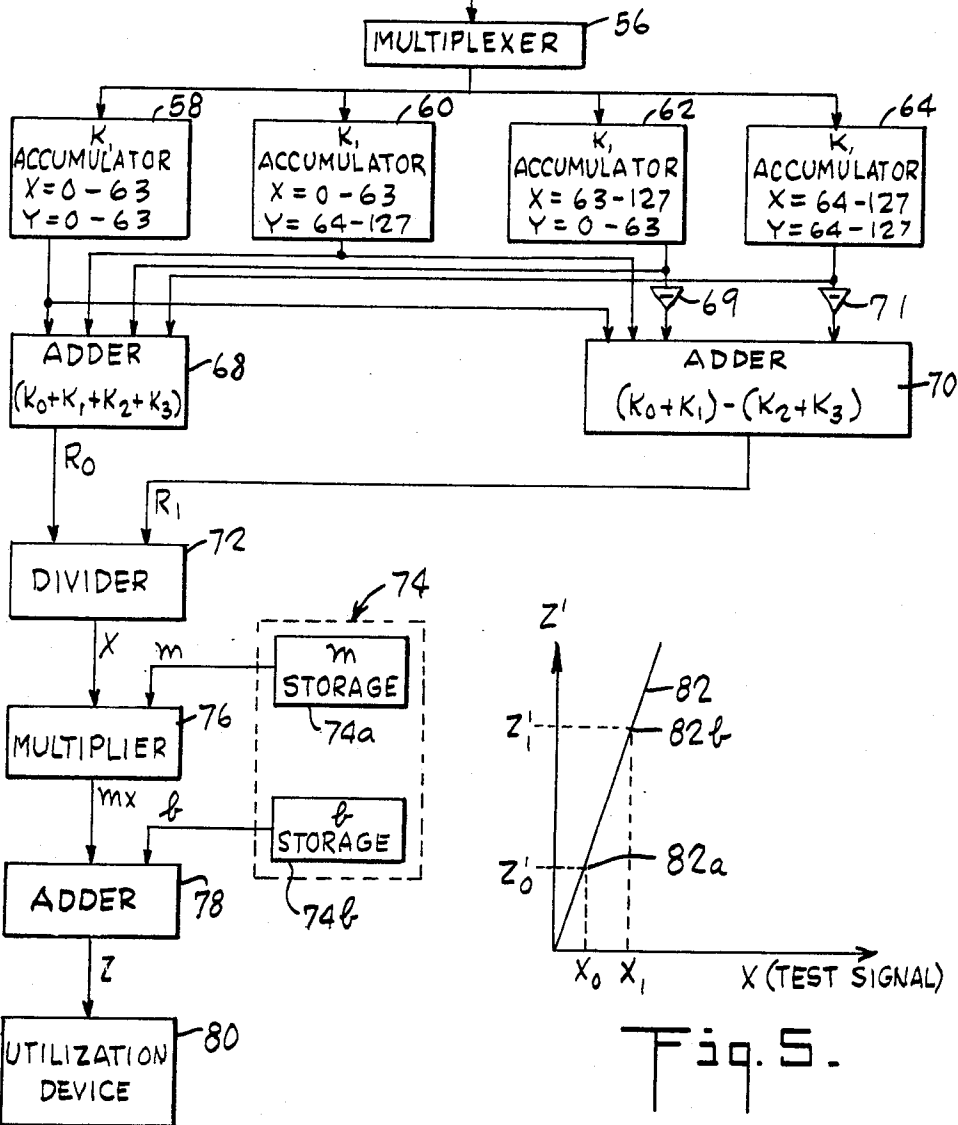 MULTIPLEXER
56
58
K,
ACCUMULATOR
X=0-63
Y=0-63
60
K,
ACCUMULATOR
X=0-63
Y=64-127
62
K,
ACCUMULATOR
X=63-127
Y=0-63
64
K,
ACCUMULATOR
X=64-127
Y=64-127
69
71
ADDER
(K₀+K₁+K₂+K₃)
68
ADDER
(K₀+K₁)-(K₂+K₃)
70
R₀
R₁
DIVIDER
72
X
m
74
m
STORAGE
74a
MULTIPLIER
76
mx
b
b
STORAGE
74b
ADDER
78
Z
UTILIZATION
DEVICE
80
Z'
82
Z'₁
82b
Z'₀
82a
X₀
X₁
X (TEST SIGNAL)
Fig. 5.